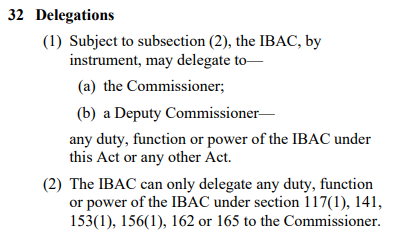 32 Delegations
(1) Subject to subsection (2), the IBAC, by
instrument, may delegate to—
(a) the Commissioner;
(b) a Deputy Commissioner—
any duty, function or power of the IBAC under
this Act or any other Act.
(2) The IBAC can only delegate any duty, function
or power of the IBAC under section 117(1), 141,
153(1), 156(1), 162 or 165 to the Commissioner.